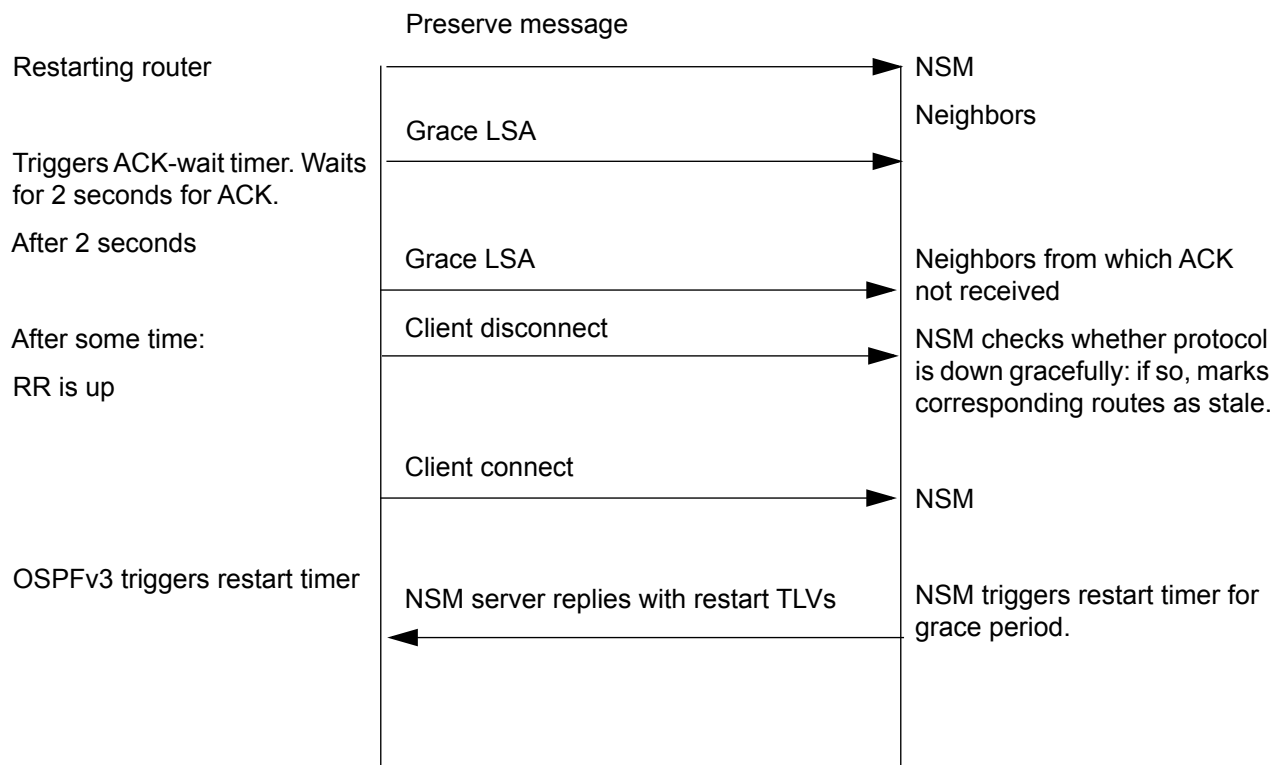 Preserve message
Restarting router
NSM
Neighbors
Grace LSA
Triggers ACK-wait timer. Waits
for 2 seconds for ACK.
After 2 seconds
Grace LSA
Neighbors from which ACK
not received
Client disconnect
After some time:
RR is up
NSM checks whether protocol
is down gracefully: if so, marks
corresponding routes as stale.
Client connect
NSM
OSPFv3 triggers restart timer
NSM server replies with restart TLVs
NSM triggers restart timer for
grace period.